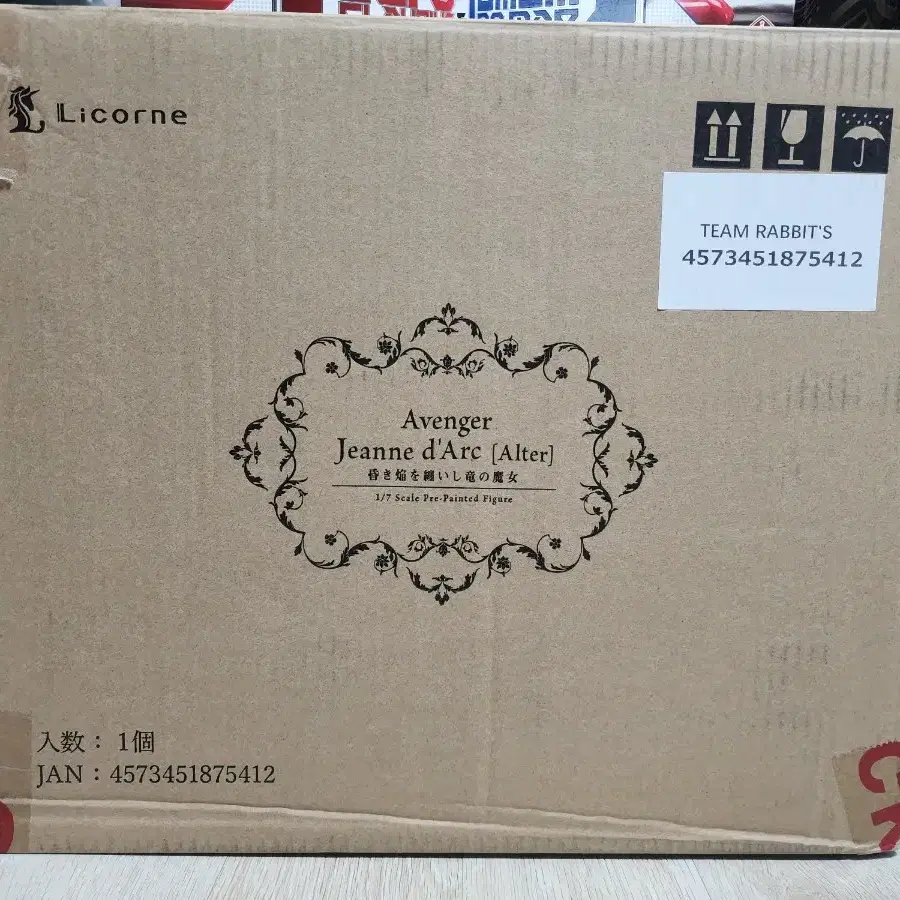 Licorne
TEAM RABBIT'S
4573451875412
Avenger
Jeanne d'Arc [Alter]
昏き焔を纏いし竜の魔女
1/7 Scale Pre-Painted Figure
入数： 1個
JAN：4573451875412